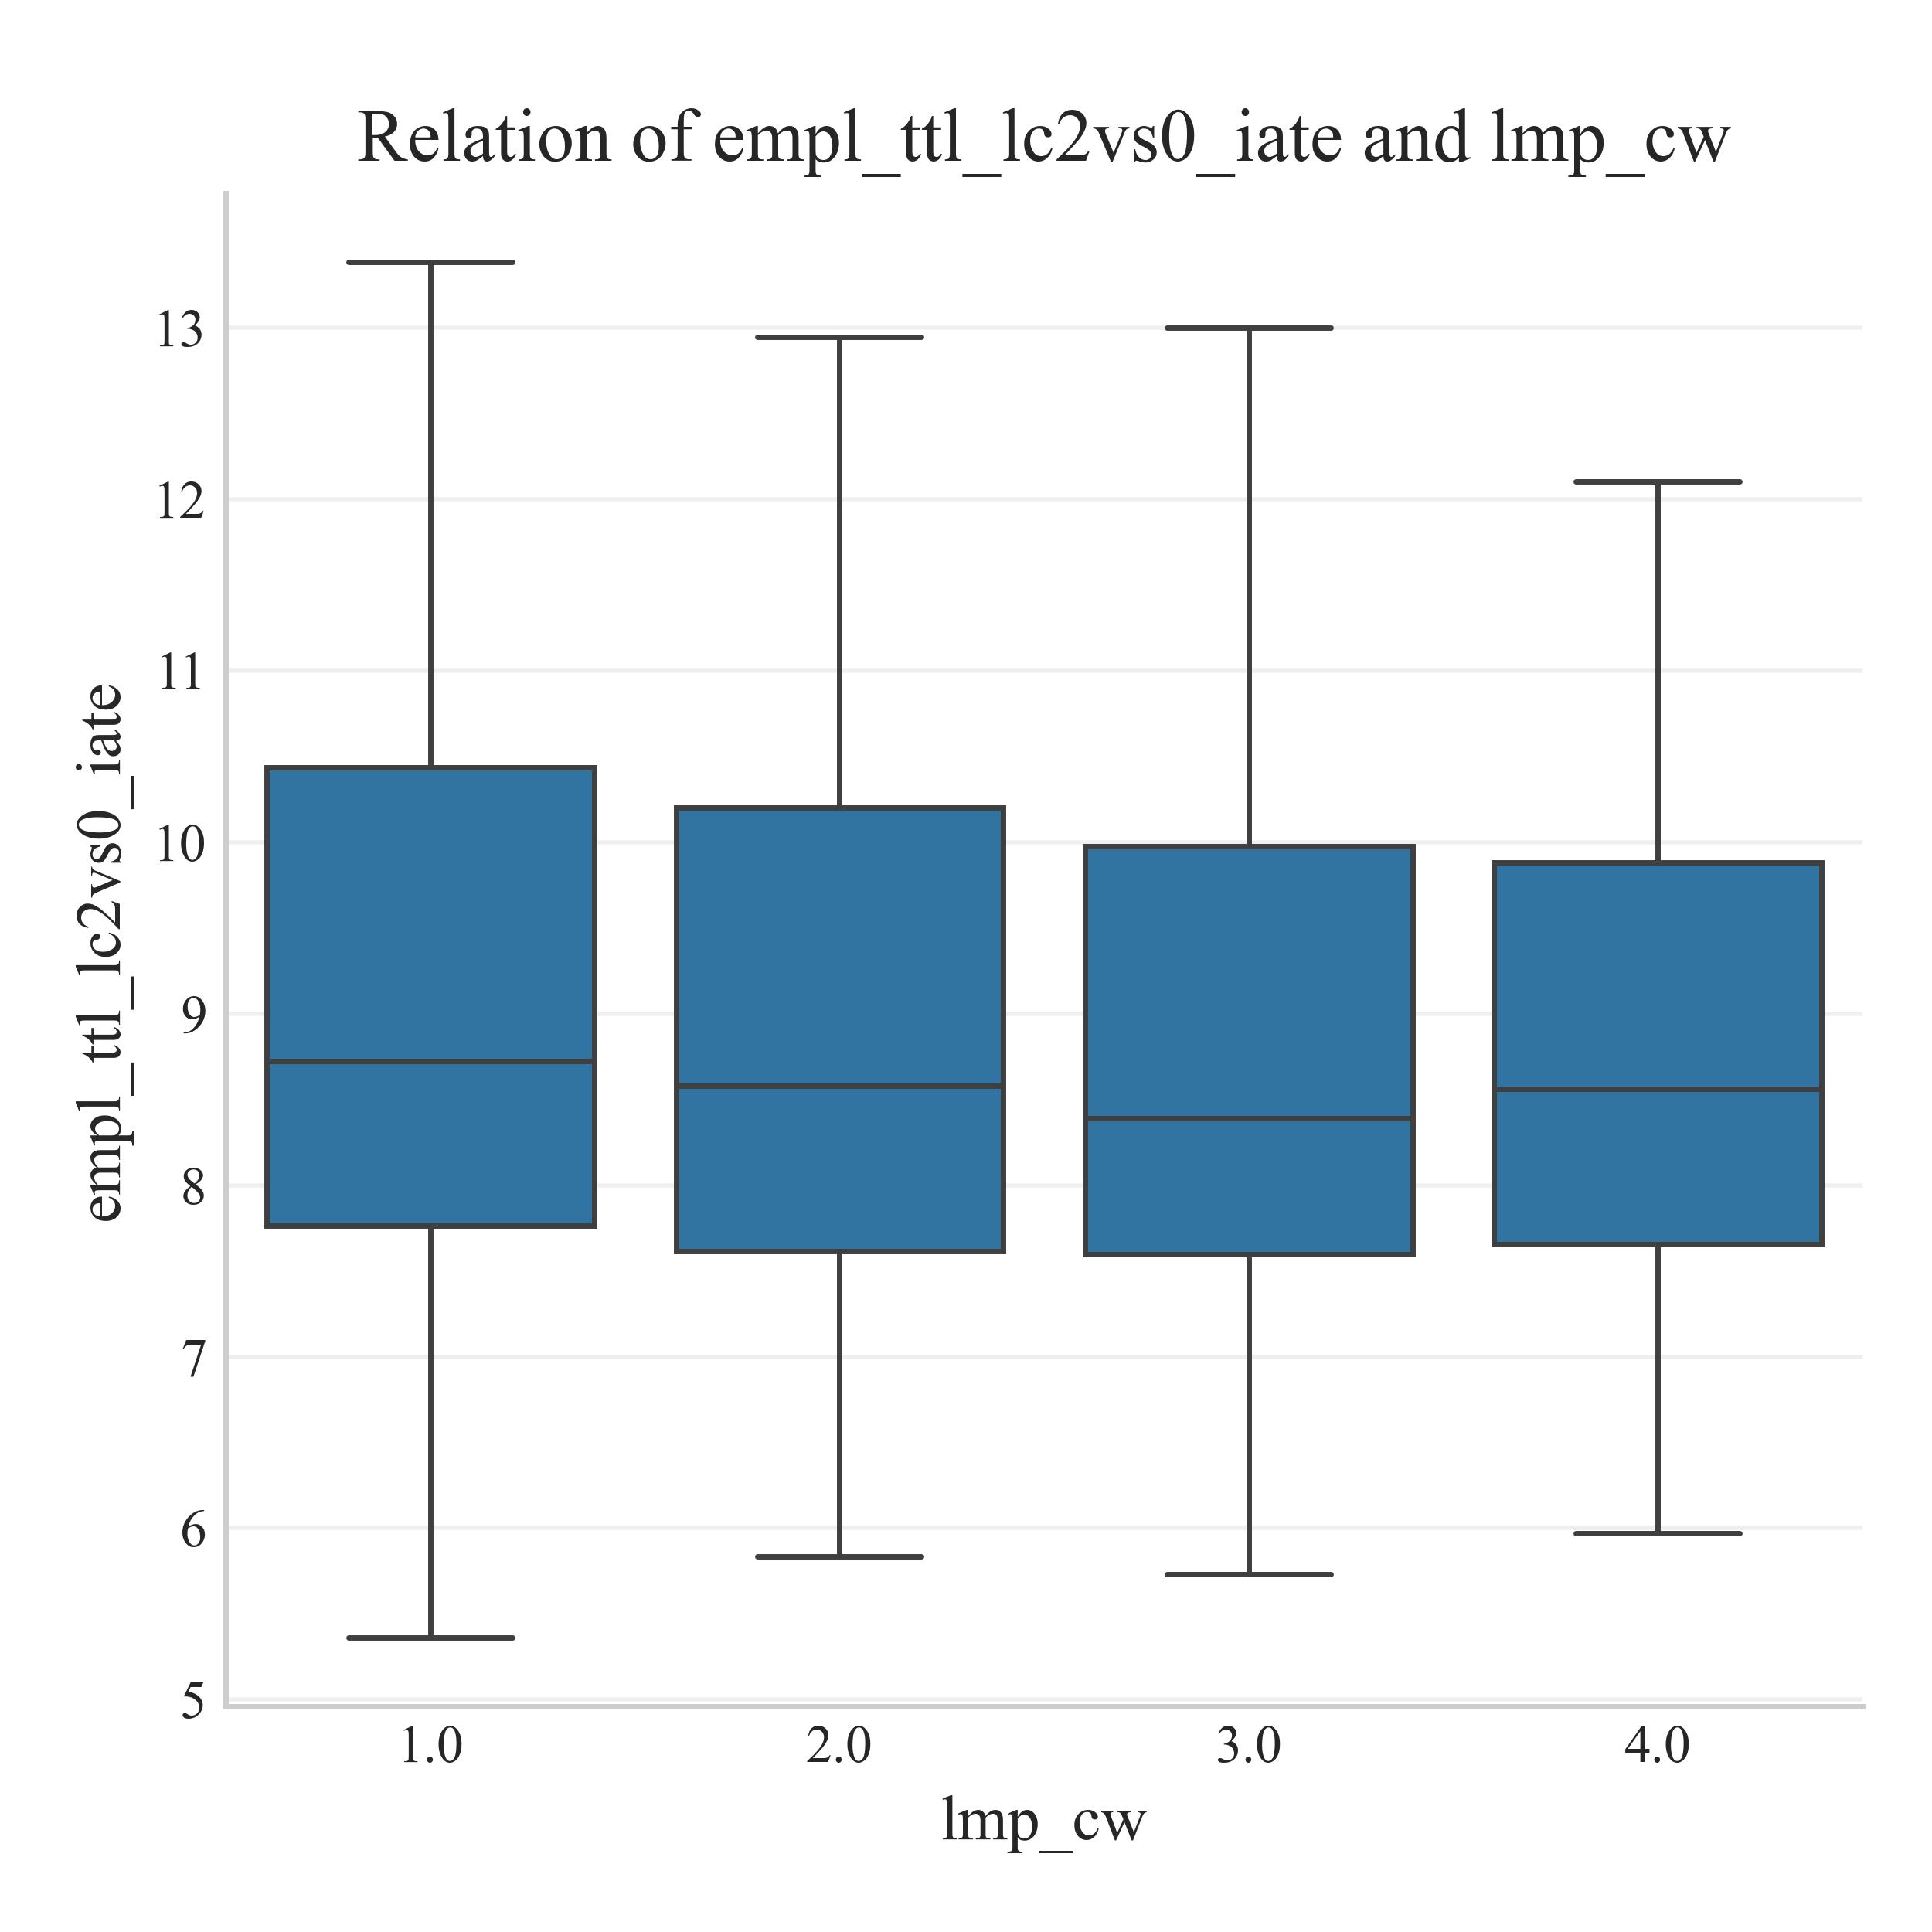 Relation of empl_ttl_lc2vs0_iate and lmp_cw
empl_ttl_lc2vs0_iate
13
12
11
10
9
8
7
6
5
1.0 2.0 3.0 4.0
lmp_cw